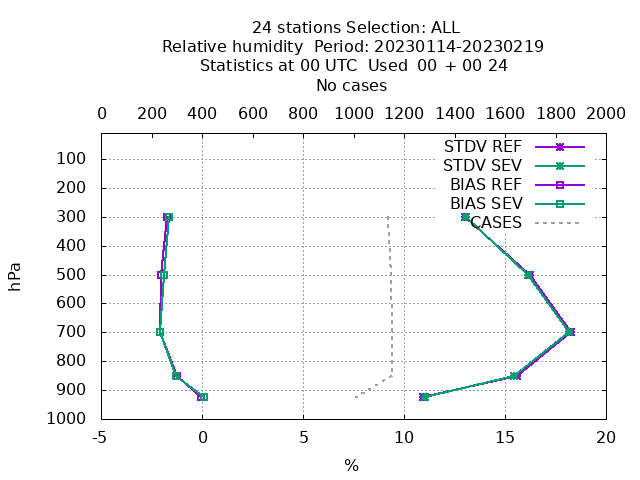 24 stations Selection: ALL
Relative humidity  Period: 20230114-20230219
Statistics at 00 UTC  Used  00 + 00 24
No cases
0 200 400 600 800 1000 1200 1400 1600 1800 2000
STDV REF
STDV SEV
BIAS REF
BIAS SEV
CASES
100
200
300
400
500
600
700
800
900
1000
hPa
-5 0 5 10 15 20
%